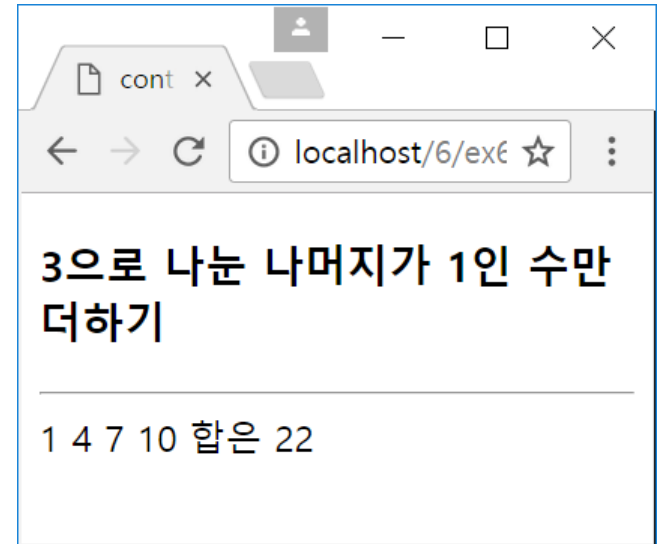 cont
localhost/6/ex6
3으로 나눈 나머지가 1인 수만
더하기
1 4 7 10 합은 22